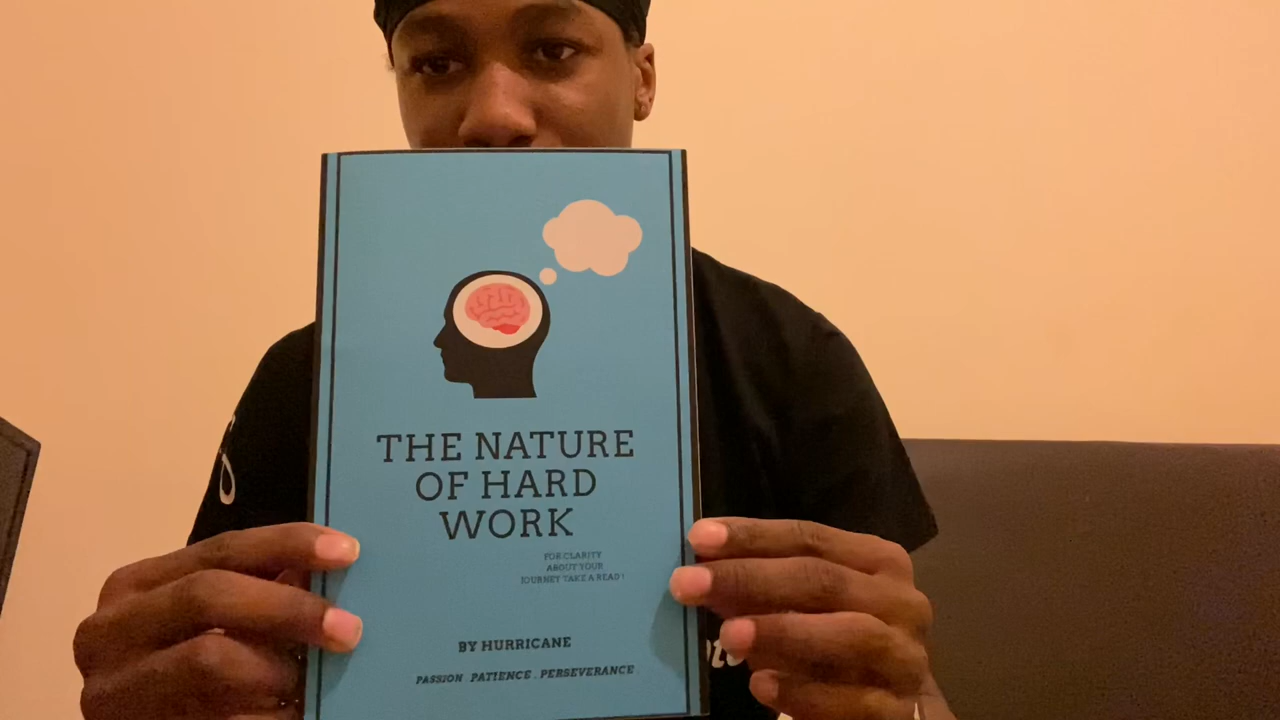 THE NATURE
OF HARD
WORK
FOR CLARITY
ABOUT YOUR
JOURNEY TAKE A READ!
BY HURRICANE
PASSION . PATIENCE . PERSEVERANCE